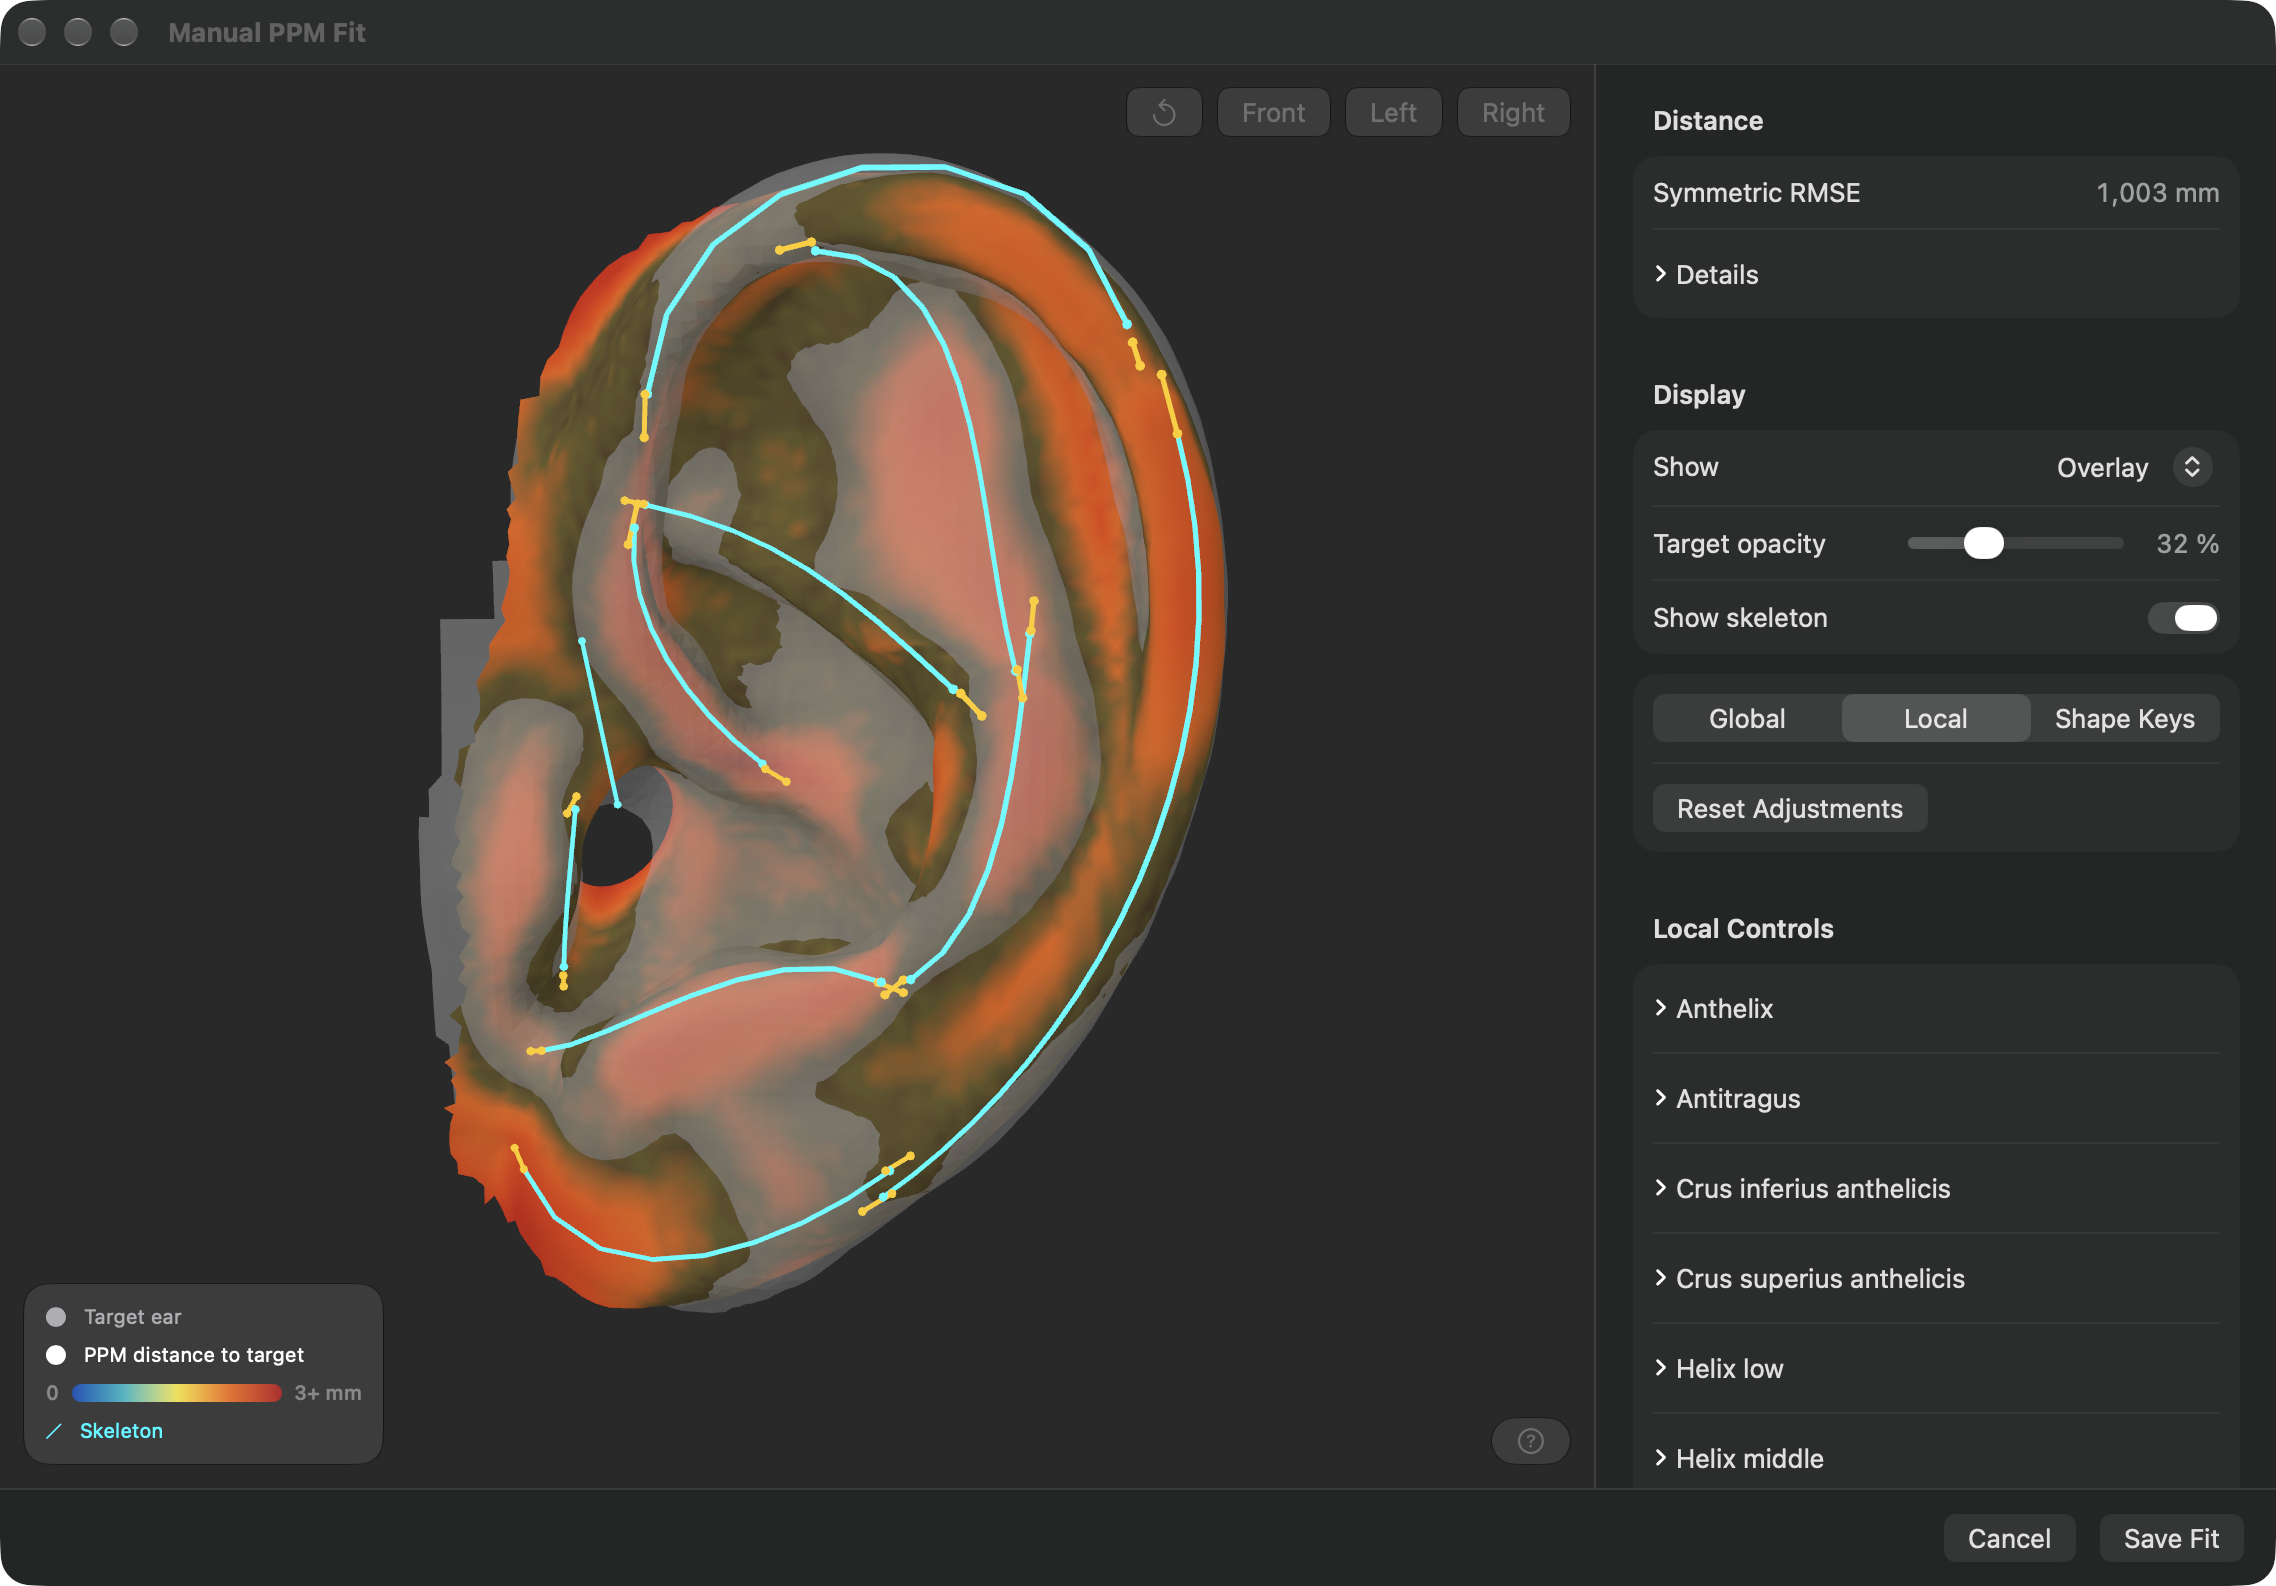 Manual PPM Fit
Front
Left
Right
Distance
Symmetric RMSE 1,003 mm
Details
Display
Show Overlay
Target opacity 32 %
Show skeleton
Global Local Shape Keys
Reset Adjustments
Local Controls
Anthelix
Antitragus
Crus inferius anthelicis
Crus superius anthelicis
Helix low
Helix middle
Target ear
PPM distance to target
0 3+ mm
Skeleton
?
Cancel Save Fit